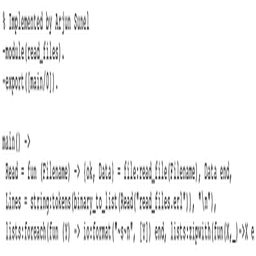 % Implemented by Arjun Sunel
-module(read_files).
-export([main/0]).
main() ->
Read = fun (Filename) -> {ok, Data} = file:read_file(Filename), Data end,
Lines = string:tokens(binary_to_list(Read("read_files.erl")), "\n"),
lists:foreach(fun (Y) -> io:format("~s~n", [Y]) end, lists:zipwith(fun(X,_)->X e